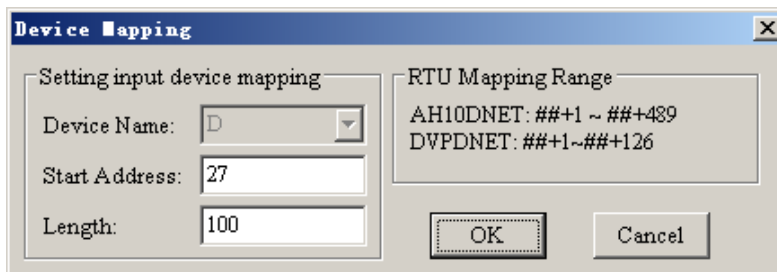 Device Mapping
Setting input device mapping
Device Name: D
Start Address: 27
Length: 100
RTU Mapping Range
AH10DNET: ##+1 ~ ##+489
DVPDNET: ##+1~##+126
OK
Cancel